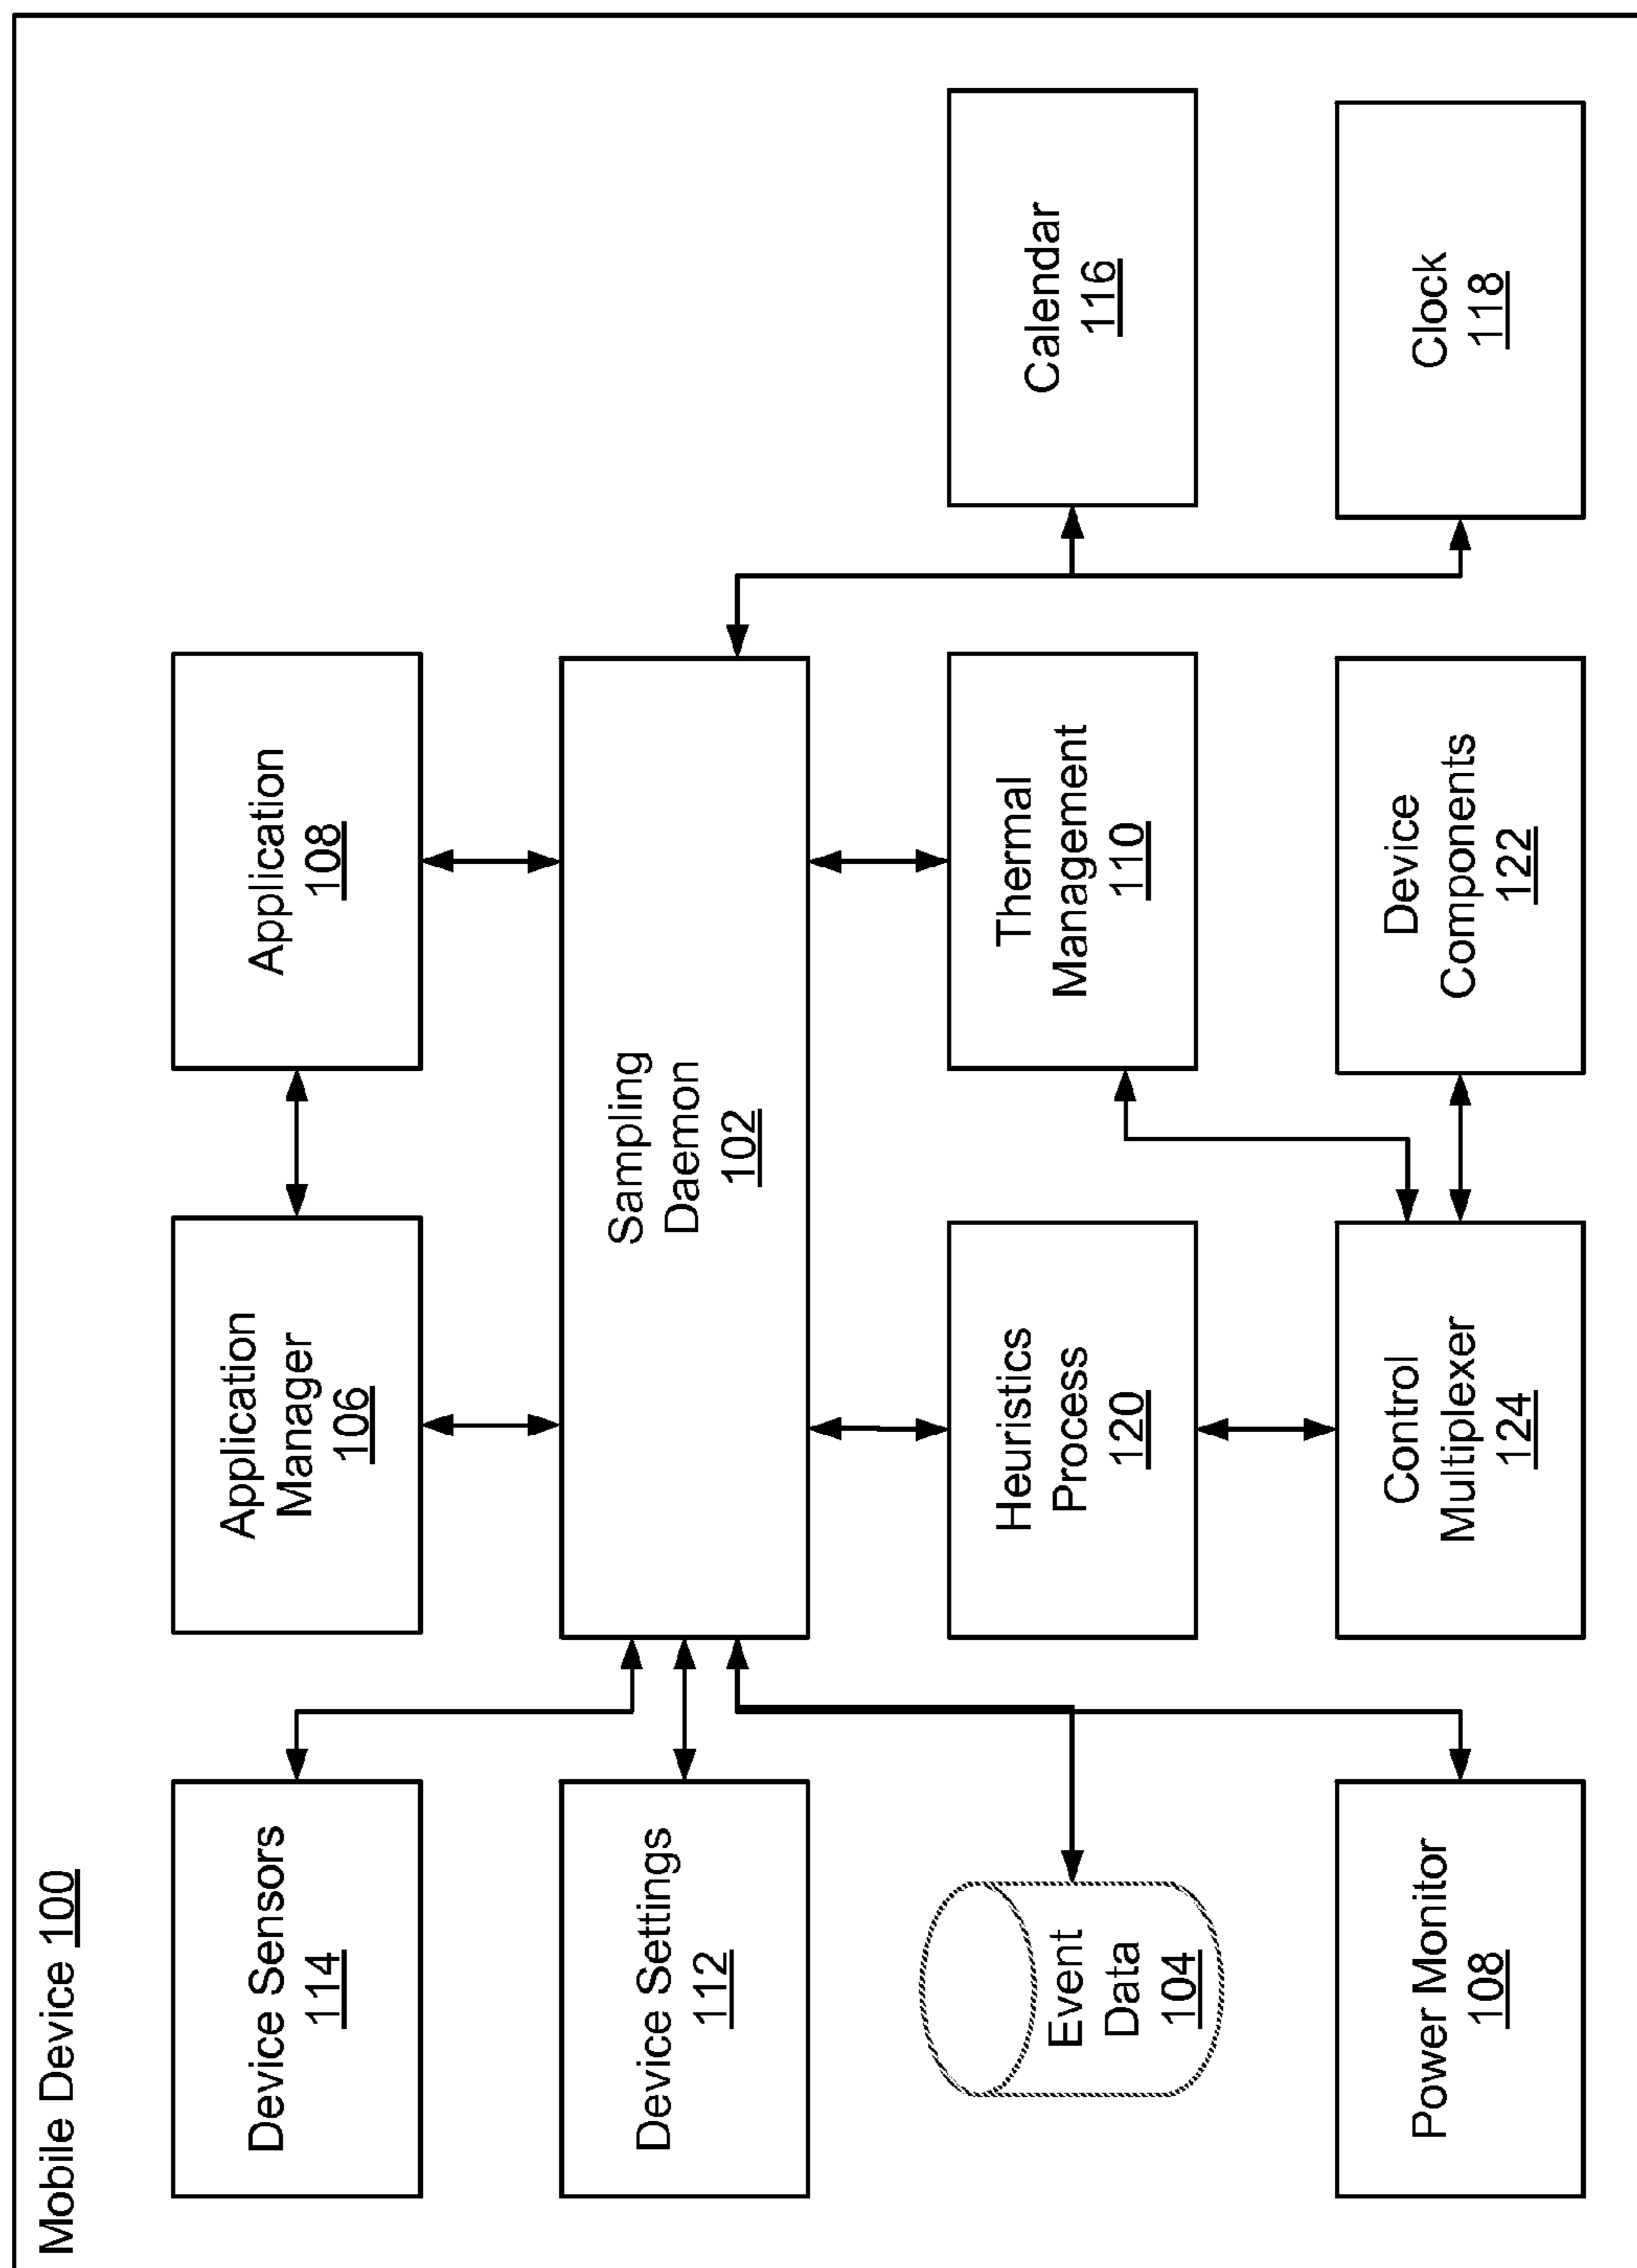 Mobile Device 100
Device Sensors
114
Application
Manager
106
Application
108
Device Settings
112
Sampling
Daemon
102
Event
Data
104
Heuristics
Process
120
Thermal
Management
110
Calendar
116
Power Monitor
108
Control
Multiplexer
124
Device
Components
122
Clock
118